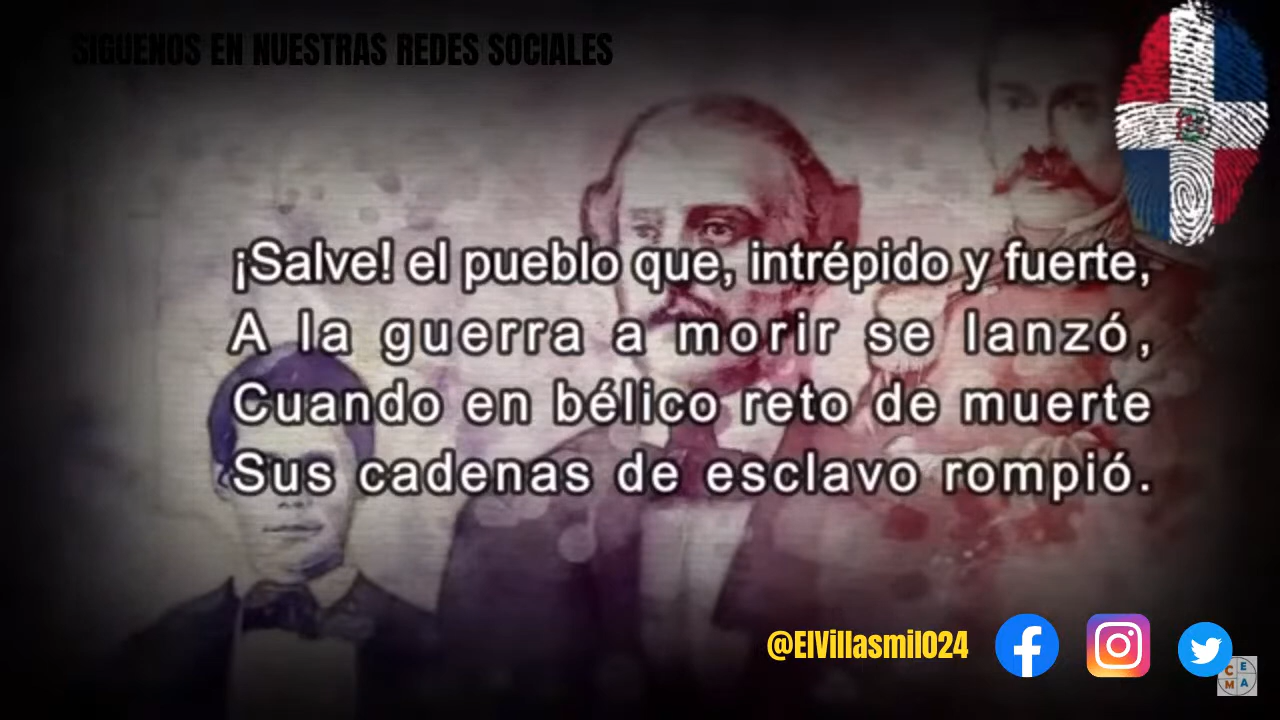 SIGUENOS EN NUESTRAS REDES SOCIALES
¡Salve! el pueblo que, intrépido y fuerte,
A la guerra a morir se lanzó,
Cuando en bélico reto de muerte
Sus cadenas de esclavo rompió.
@ElVillasmil024
C E
M A